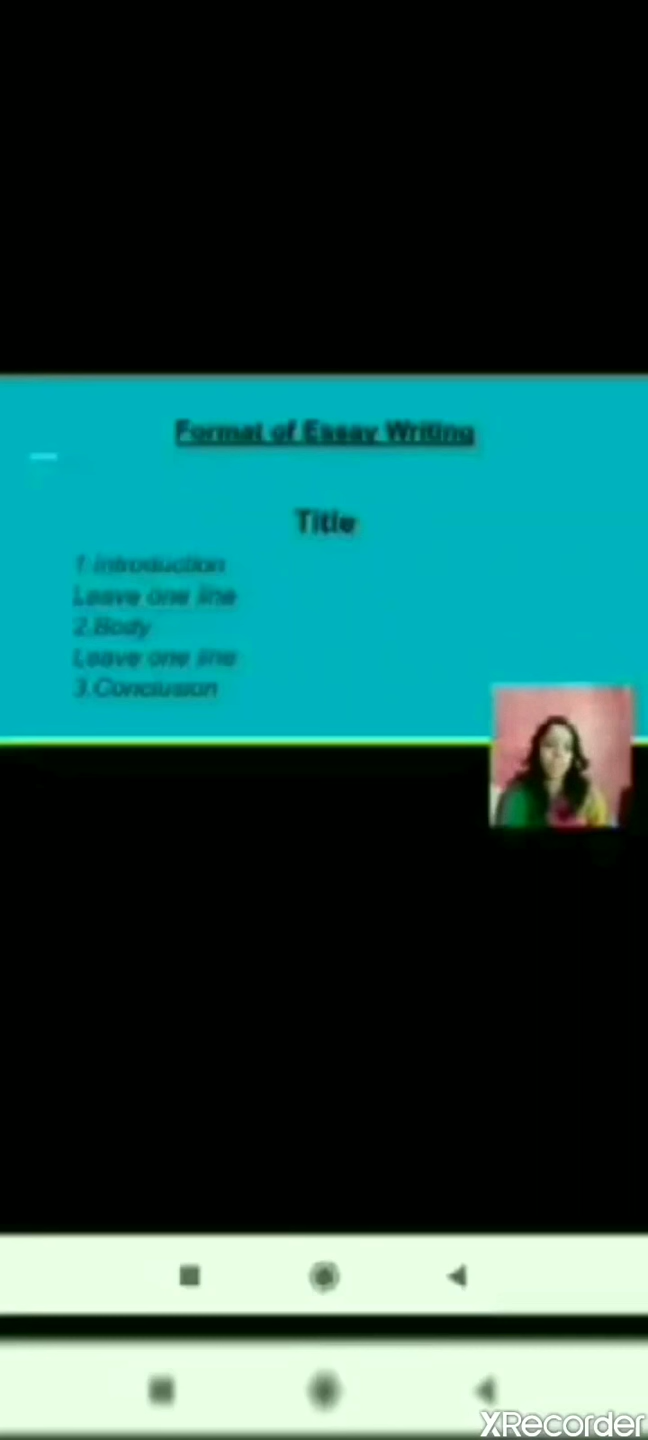 Format of Essay Writing
Title
1.Introduction
Leave one line
2.Body
Leave one line
3.Conclusion
XRecorder